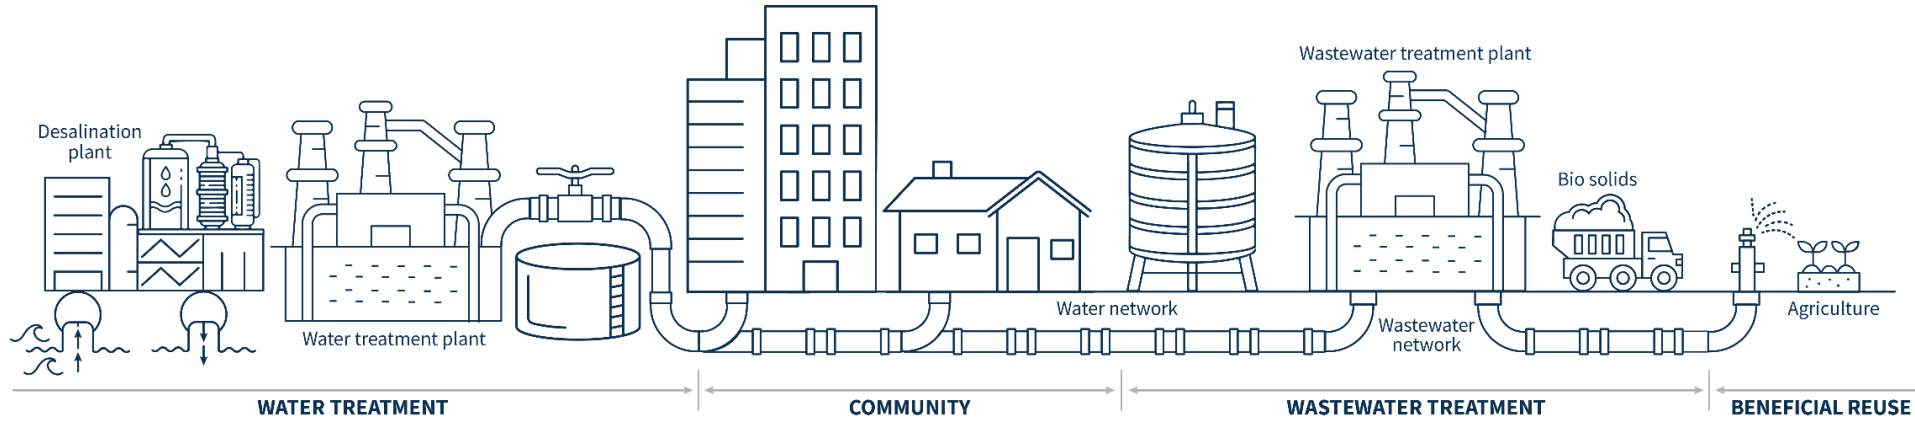 Wastewater treatment plant
Desalination
plant
Bio solids
Water network
Agriculture
Water treatment plant
Wastewater
network
WATER TREATMENT
COMMUNITY
WASTEWATER TREATMENT
BENEFICIAL REUSE